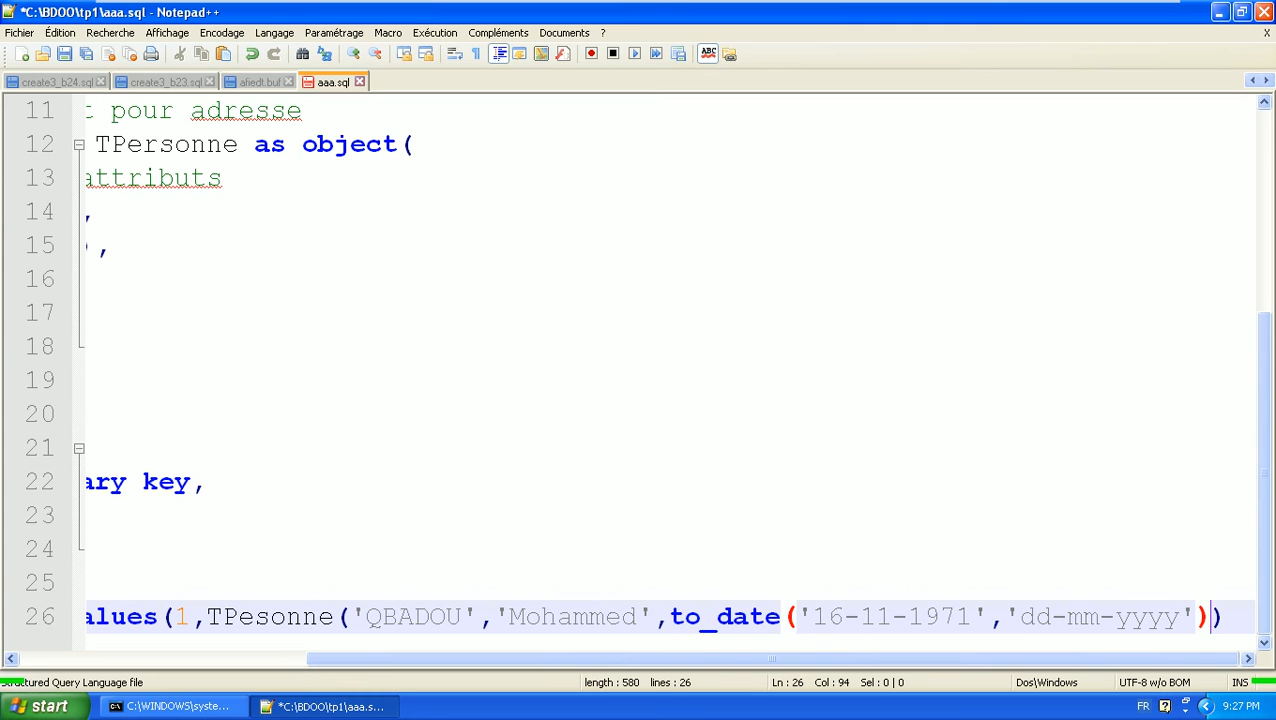 *C:\BDOO\tp1\aaa.sql - Notepad++
Fichier Édition Recherche Affichage Encodage Langage Paramétrage Macro Exécution Compléments Documents ? X
create3_b24.sql create3_b23.sql afiedt.buf aaa.sql
11 t pour adresse
12 TPersonne as object(
13 attributs
14 ,
15 ),
16
17
18
19
20
21
22 ary key,
23
24
25
26 alues(1,TPesonne('QBADOU','Mohammed',to_date('16-11-1971','dd-mm-yyyy'))
Structured Query Language file length : 580 lines : 26 Ln : 26 Col : 94 Sel : 0 | 0 Dos\Windows UTF-8 w/o BOM INS
start C:\WINDOWS\syste... *C:\BDOO\tp1\aaa.s... FR 9:27 PM